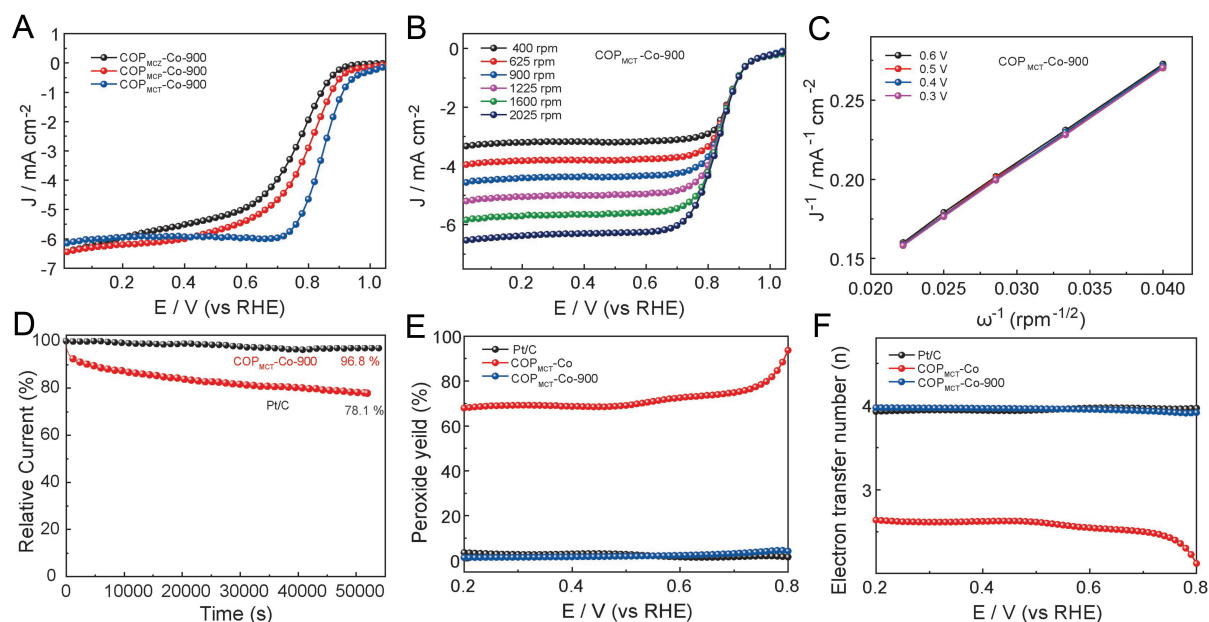 A
J / mA cm-2
1
0
-1
-2
-3
-4
-5
-6
-7
COPMCZ-Co-900
COPMCP-Co-900
COPMCT-Co-900
0.2 0.4 0.6 0.8 1.0
E / V (vs RHE)
B
J / mA cm-2
0
-2
-4
-6
400 rpm
625 rpm
900 rpm
1225 rpm
1600 rpm
2025 rpm
COPMCT-Co-900
0.2 0.4 0.6 0.8 1.0
E / V (vs RHE)
C
J-1 / mA-1 cm-2
0.25
0.20
0.15
0.6 V
0.5 V
0.4 V
0.3 V
COPMCT-Co-900
0.020 0.025 0.030 0.035 0.040
ω-1 (rpm-1/2)
D
Relative Current (%)
100
80
60
40
20
0
COPMCT-Co-900 96.8 %
Pt/C
78.1 %
0 10000 20000 30000 40000 50000
Time (s)
E
Peroxide yeild (%)
100
80
60
40
20
0
Pt/C
COPMCT-Co
COPMCT-Co-900
0.2 0.4 0.6 0.8
E / V (vs RHE)
F
Electron transfer number (n)
4
3
2
Pt/C
COPMCT-Co
COPMCT-Co-900
0.2 0.4 0.6 0.8
E / V (vs RHE)